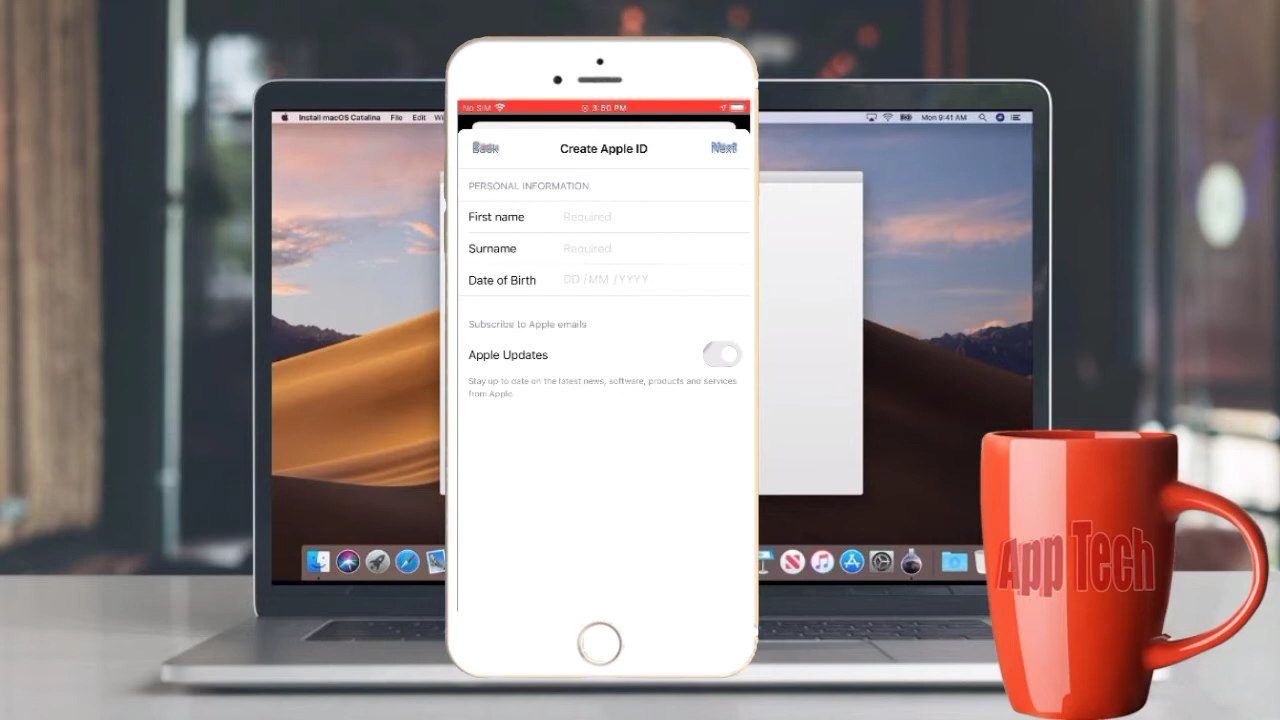 No SIM 3:50 PM
Install macOS Catalina File Edit Wi
Mon 9:41 AM
Back Create Apple ID Next
PERSONAL INFORMATION
First name Required
Surname Required
Date of Birth DD /MM /YYYY
Subscribe to Apple emails
Apple Updates
Stay up to date on the latest news, software, products and services
from Apple.
App Tech